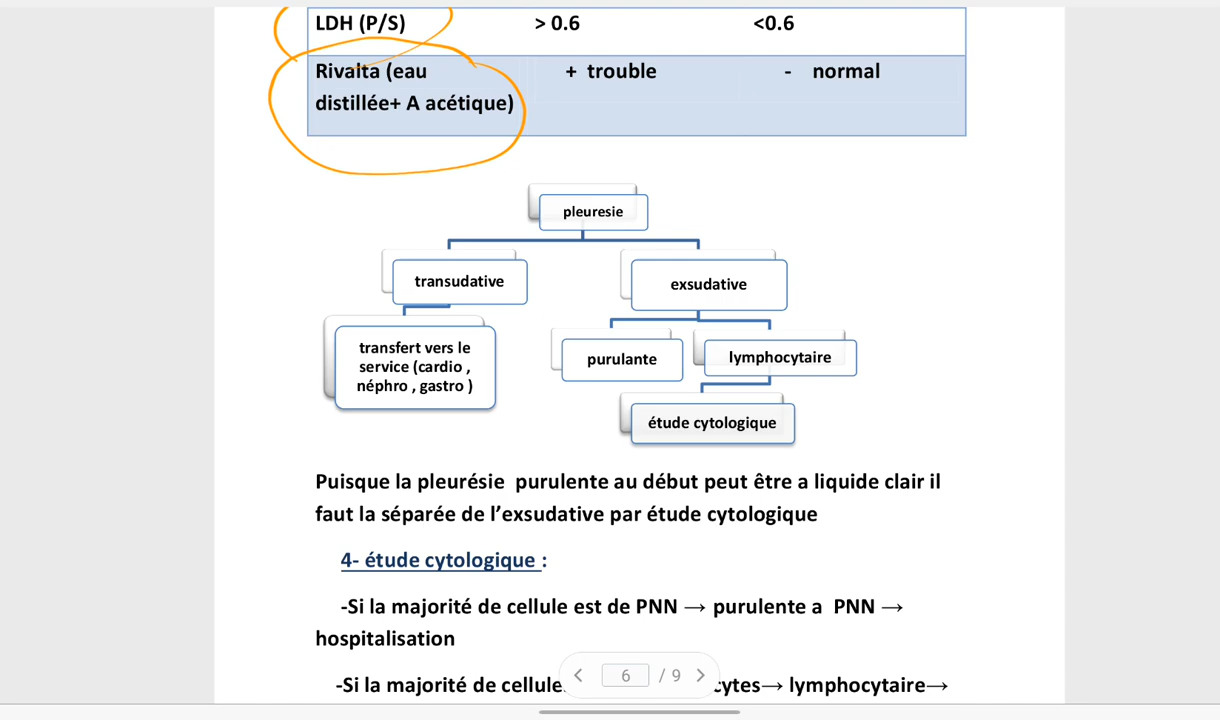 LDH (P/S) > 0.6 <0.6
Rivalta (eau + trouble - normal
distillée+ A acétique)
pleuresie
transudative exsudative
transfert vers le
service (cardio ,
néphro , gastro )
purulante lymphocytaire
étude cytologique
Puisque la pleurésie purulente au début peut être a liquide clair il
faut la séparée de l’exsudative par étude cytologique
4- étude cytologique :
-Si la majorité de cellule est de PNN → purulente a PNN →
hospitalisation
-Si la majorité de cellule cytes→ lymphocytaire→
6 / 9